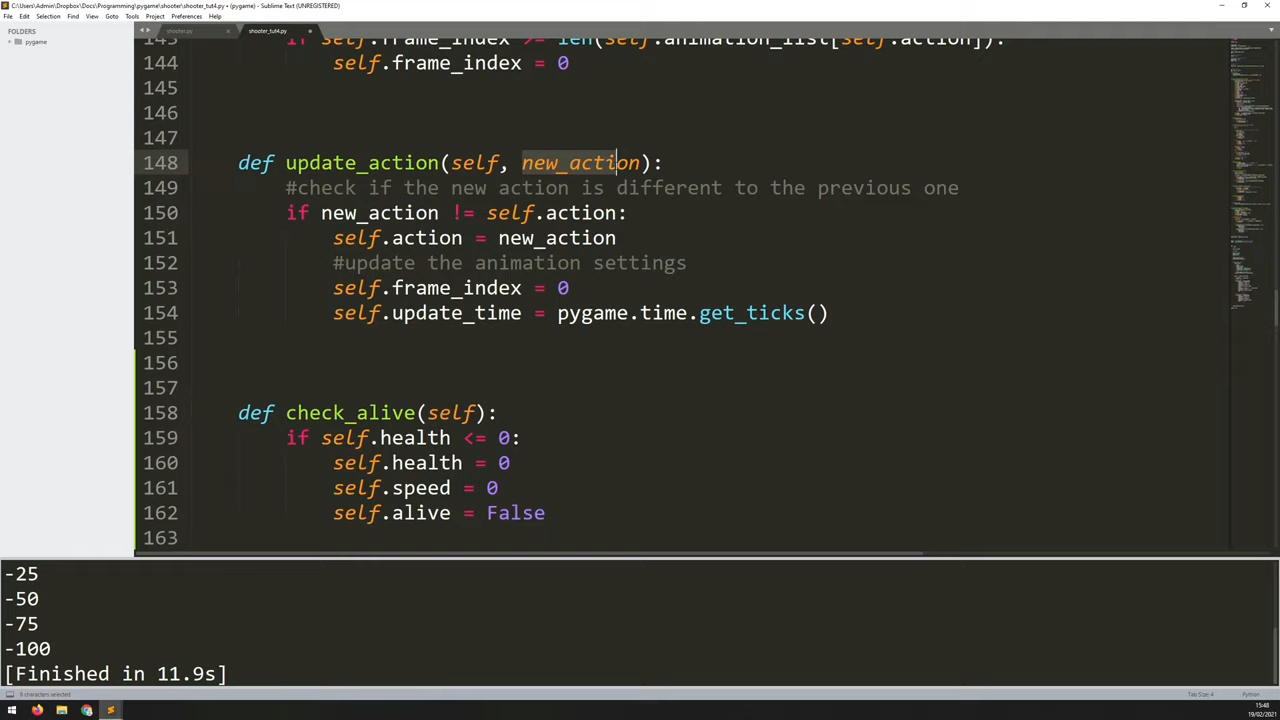 C:\Users\Admin\Dropbox\Docs\Programming\pygame\shooter\shooter_tut4.py • (pygame) - Sublime Text (UNREGISTERED)
File Edit Selection Find View Goto Tools Project Preferences Help
FOLDERS
pygame
shooter.py
shooter_tut4.py
143 if self.frame_index >= len(self.animation_list[self.action]):
144 self.frame_index = 0
145
146
147
148 def update_action(self, new_action):
149 #check if the new action is different to the previous one
150 if new_action != self.action:
151 self.action = new_action
152 #update the animation settings
153 self.frame_index = 0
154 self.update_time = pygame.time.get_ticks()
155
156
157
158 def check_alive(self):
159 if self.health <= 0:
160 self.health = 0
161 self.speed = 0
162 self.alive = False
163
-25
-50
-75
-100
[Finished in 11.9s]
8 characters selected
Tab Size: 4
Python
15:48
19/02/2021